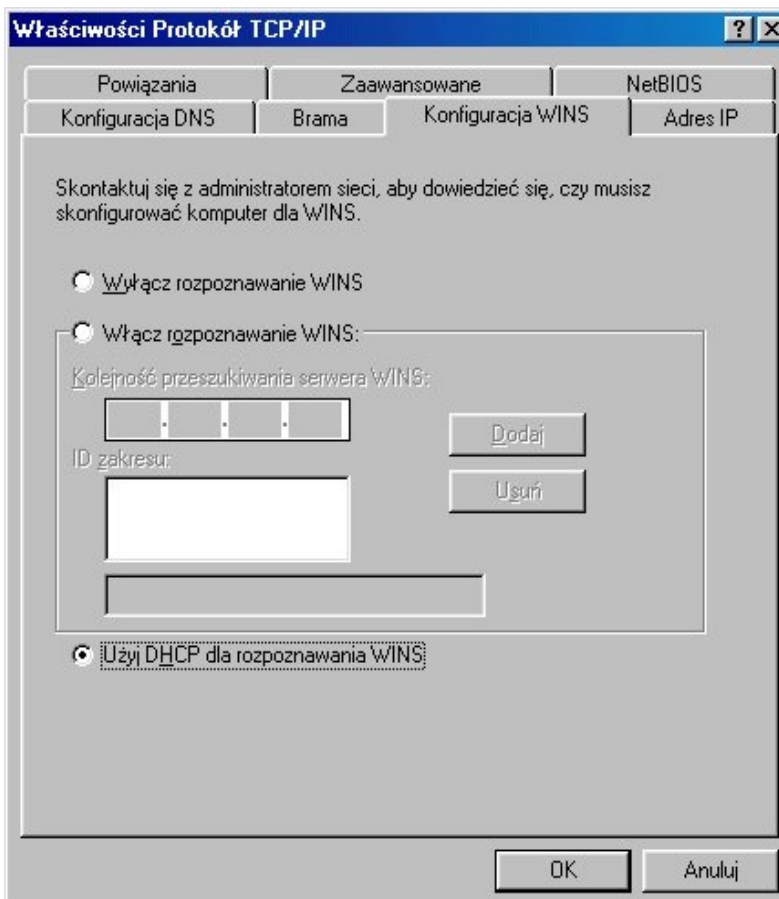 Właściwości Protokół TCP/IP
Powiązania Zaawansowane NetBIOS
Konfiguracja DNS Brama Konfiguracja WINS Adres IP
Skontaktuj się z administratorem sieci, aby dowiedzieć się, czy musisz
skonfigurować komputer dla WINS.
Wyłącz rozpoznawanie WINS
Włącz rozpoznawanie WINS:
Kolejność przeszukiwania serwera WINS:
. . .
Dodaj
ID zakresu:
Usuń
Użyj DHCP dla rozpoznawania WINS
OK Anuluj